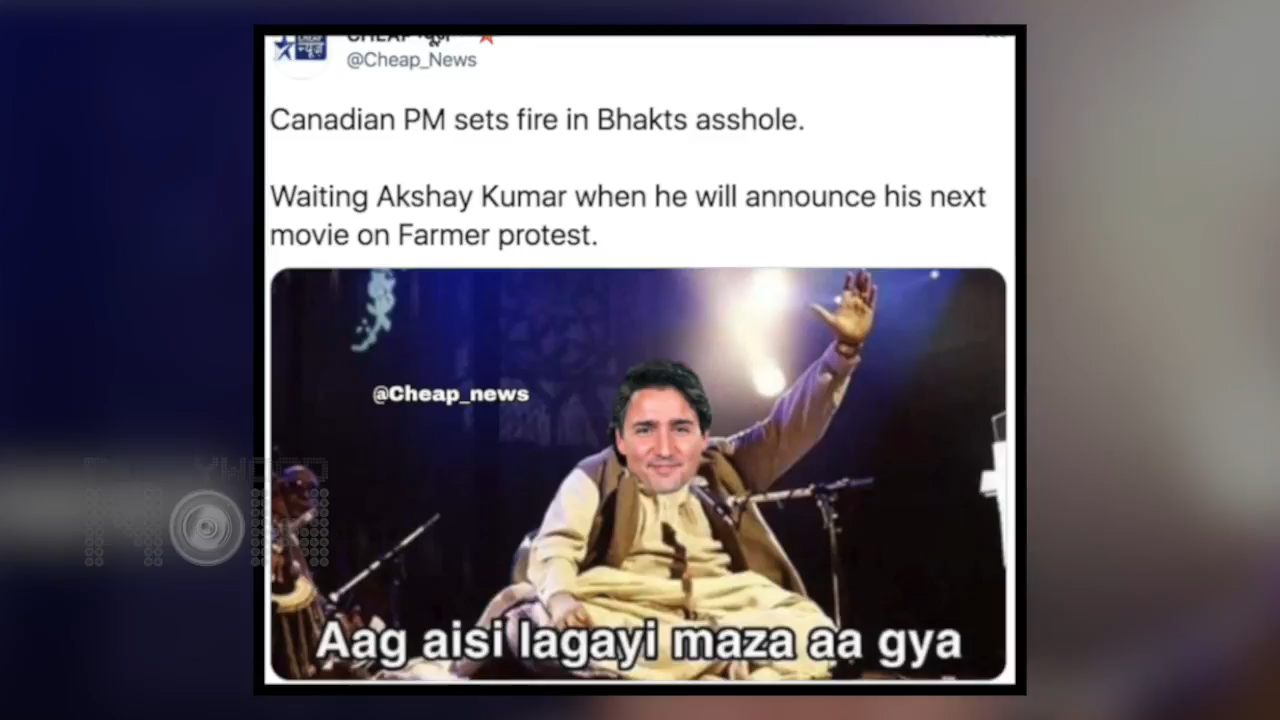 CHEAP न्यूज़
न्यूज़
@Cheap_News
Canadian PM sets fire in Bhakts asshole.
Waiting Akshay Kumar when he will announce his next
movie on Farmer protest.
@Cheap_news
Aag aisi lagayi maza aa gya